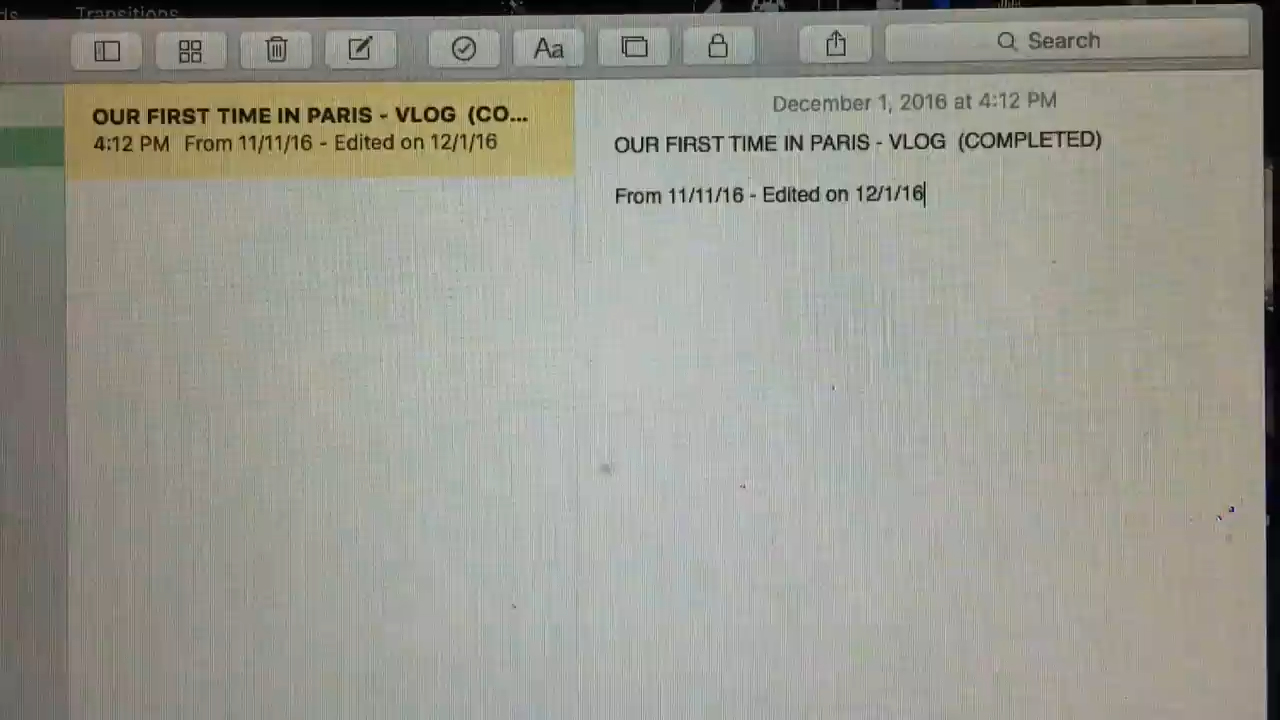 Transitions
Aa
Search
OUR FIRST TIME IN PARIS - VLOG (CO...
4:12 PM From 11/11/16 - Edited on 12/1/16
December 1, 2016 at 4:12 PM
OUR FIRST TIME IN PARIS - VLOG (COMPLETED)
From 11/11/16 - Edited on 12/1/16